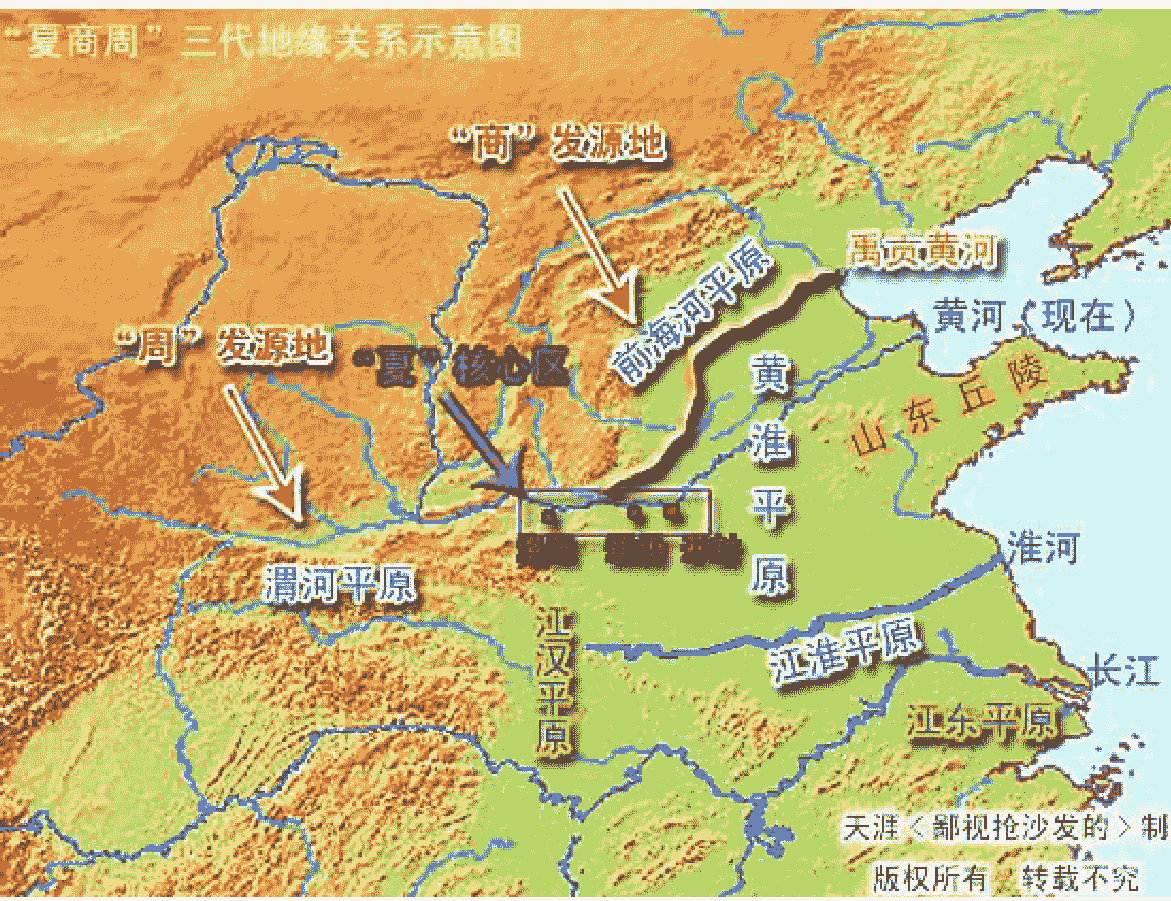 “夏商周”三代地缘关系示意图
“商”发源地
禹贡黄河
前海河平原
黄河（现在）
“周”发源地
“夏”核心区
黄淮平原
山东丘陵
渭河平原
淮河
江汉平原
江淮平原
长江
江东平原
天涯＜鄙视抢沙发的＞制
版权所有 转载不究